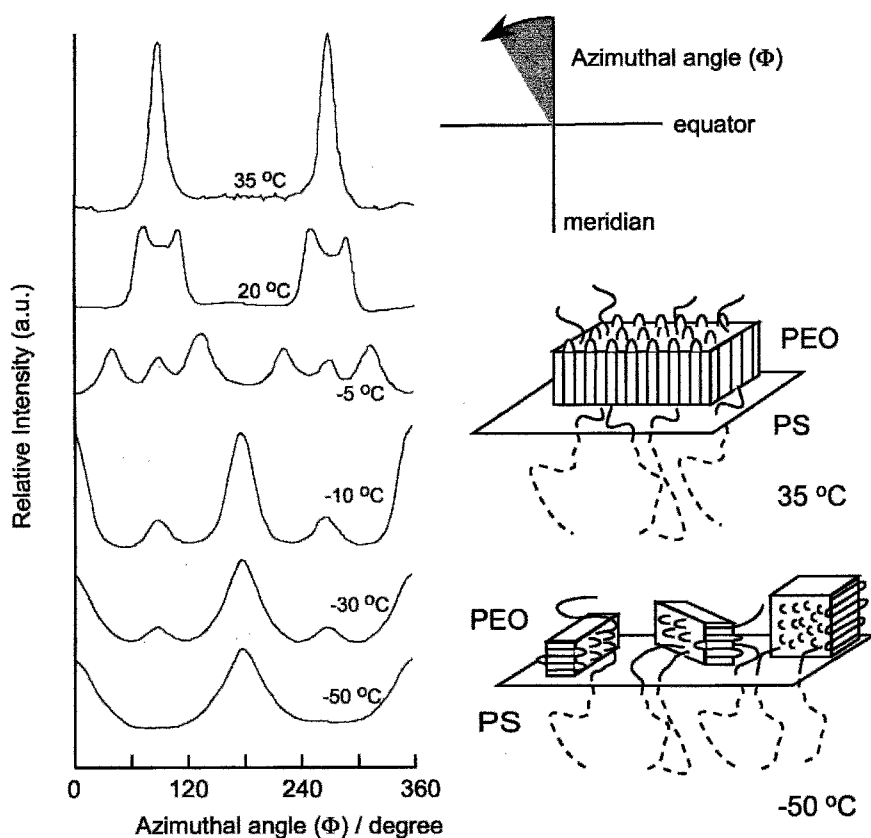 Relative Intensity (a.u.)
35 °C
20 °C
-5 °C
-10 °C
-30 °C
-50 °C
0
120
240
360
Azimuthal angle (Φ) / degree
Azimuthal angle (Φ)
equator
meridian
PEO
PS
35 °C
PEO
PS
-50 °C